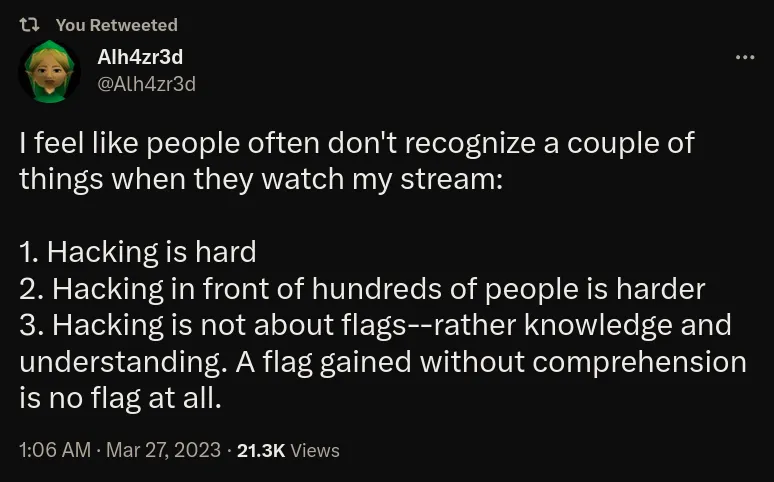 You Retweeted
Alh4zr3d
@Alh4zr3d
I feel like people often don't recognize a couple of
things when they watch my stream:
1. Hacking is hard
2. Hacking in front of hundreds of people is harder
3. Hacking is not about flags--rather knowledge and
understanding. A flag gained without comprehension
is no flag at all.
1:06 AM · Mar 27, 2023 · 21.3K Views